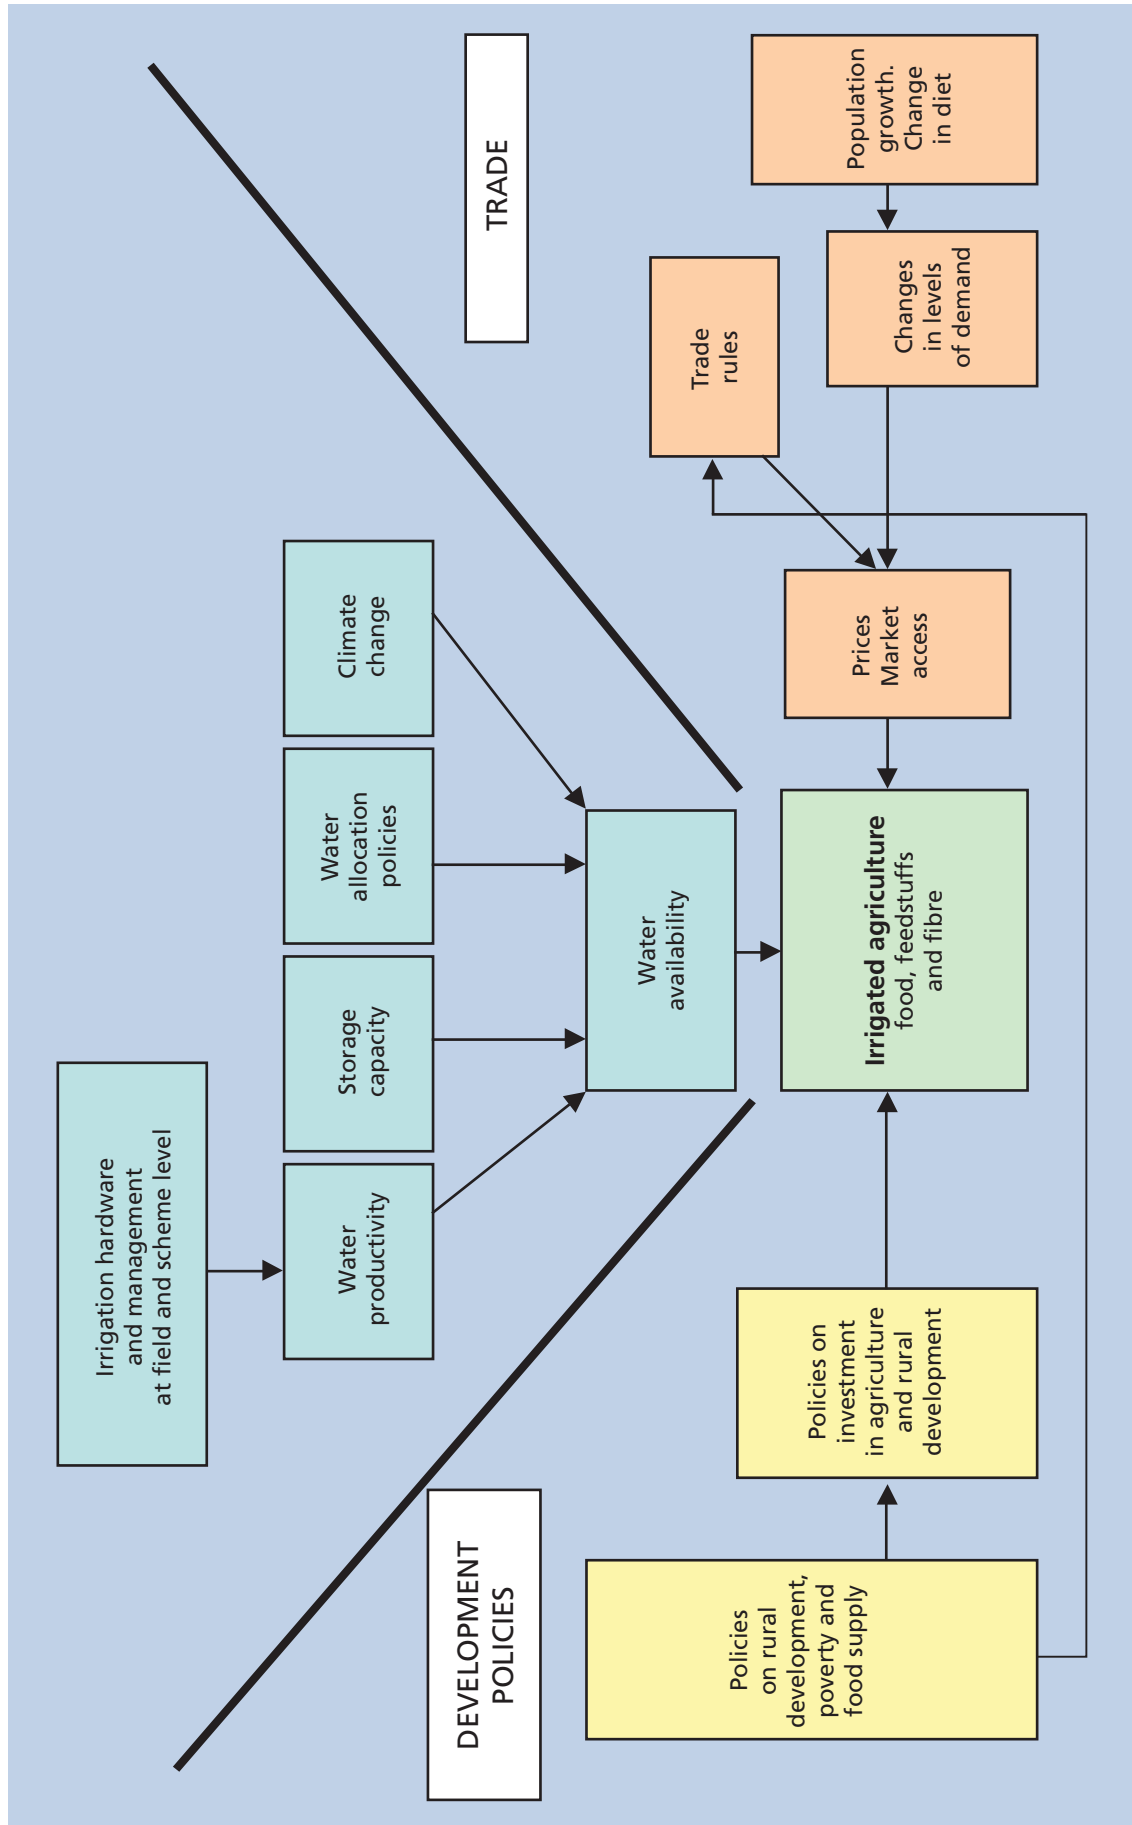 Irrigation hardware
and management
at field and scheme level
Water
productivity
Storage
capacity
Water
allocation
policies
Climate
change
Water
availability
DEVELOPMENT
POLICIES
TRADE
Policies
on rural
development,
poverty and
food supply
Policies on
investment
in agriculture
and rural
development
Irrigated agriculture
food, feedstuffs
and fibre
Prices
Market
access
Trade
rules
Changes
in levels
of demand
Population
growth.
Change
in diet